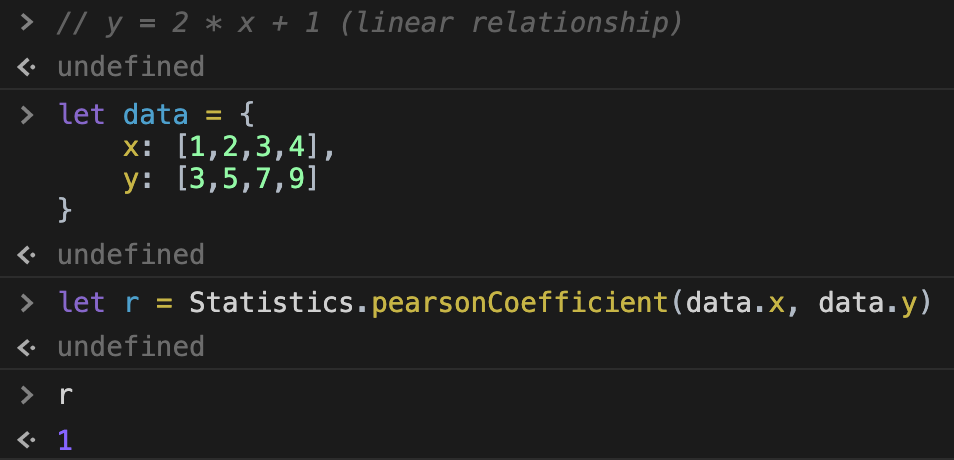 > // y = 2 * x + 1 (linear relationship)
undefined
> let data = {
x: [1,2,3,4],
y: [3,5,7,9]
}
undefined
> let r = Statistics.pearsonCoefficient(data.x, data.y)
undefined
> r
1